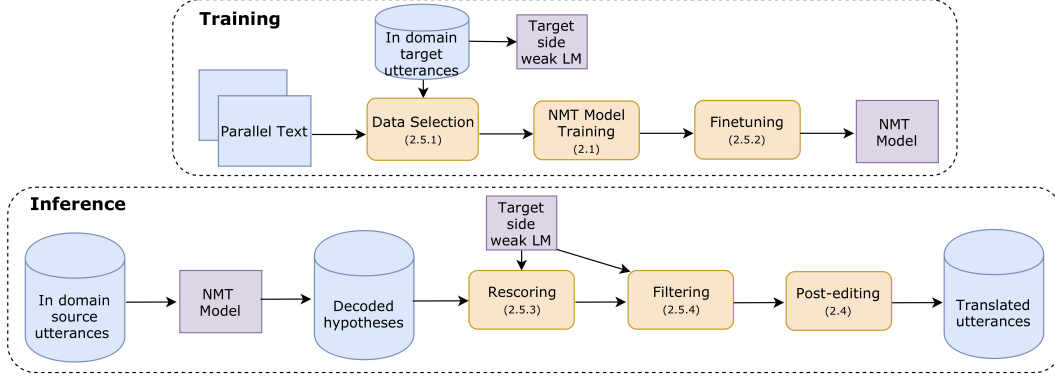 Training
In domain
target
utterances
Target
side
weak LM
Parallel Text
Data Selection
(2.5.1)
NMT Model
Training
(2.1)
Finetuning
(2.5.2)
NMT
Model
Inference
In domain
source
utterances
NMT
Model
Decoded
hypotheses
Target
side
weak LM
Rescoring
(2.5.3)
Filtering
(2.5.4)
Post-editing
(2.4)
Translated
utterances